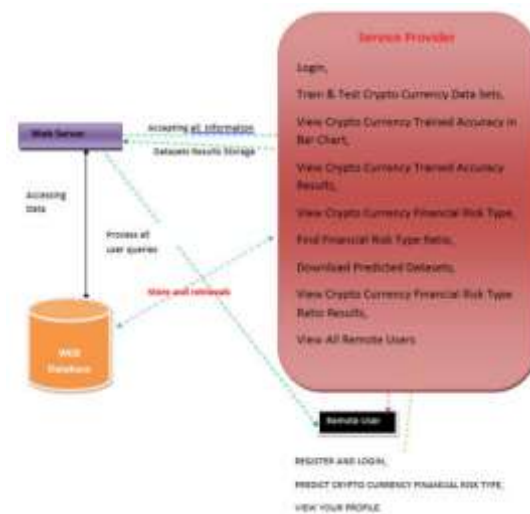 Service Provider
Login,
Train & Test Crypto Currency Data Sets,
View Crypto Currency Trained Accuracy in
Bar Chart,
View Crypto Currency Trained Accuracy
Results,
View Crypto Currency Financial Risk Type,
Find Financial Risk Type Ratio,
Download Predicted Datasets,
View Crypto Currency Financial Risk Type
Ratio Results,
View All Remote Users
Web Server
Accepting all Information
Datasets Results Storage
Accessing
Data
Process all
user queries
Store and retrievals
WEB
Database
Remote User
REGISTER AND LOGIN,
PREDICT CRYPTO CURRENCY FINANCIAL RISK TYPE,
VIEW YOUR PROFILE.